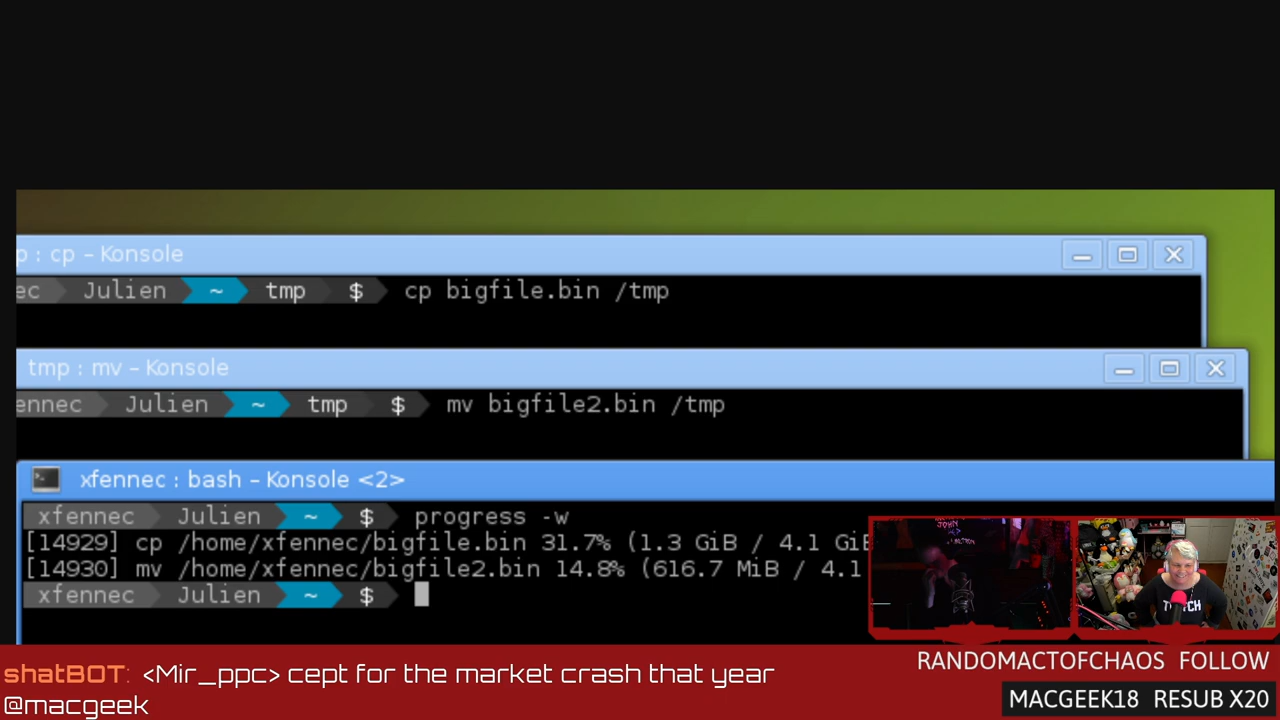 p : cp – Konsole
ec Julien ~ tmp $ cp bigfile.bin /tmp
tmp : mv – Konsole
ennec Julien ~ tmp $ mv bigfile2.bin /tmp
xfennec : bash – Konsole <2>
xfennec Julien ~ $ progress -w
[14929] cp /home/xfennec/bigfile.bin 31.7% (1.3 GiB / 4.1 GiB
[14930] mv /home/xfennec/bigfile2.bin 14.8% (616.7 MiB / 4.1
xfennec Julien ~ $
TWITCH
shatBOT: <Mir_ppc> cept for the market crash that year
@macgeek
RANDOMACTOFCHAOS FOLLOW
MACGEEK18 RESUB X20